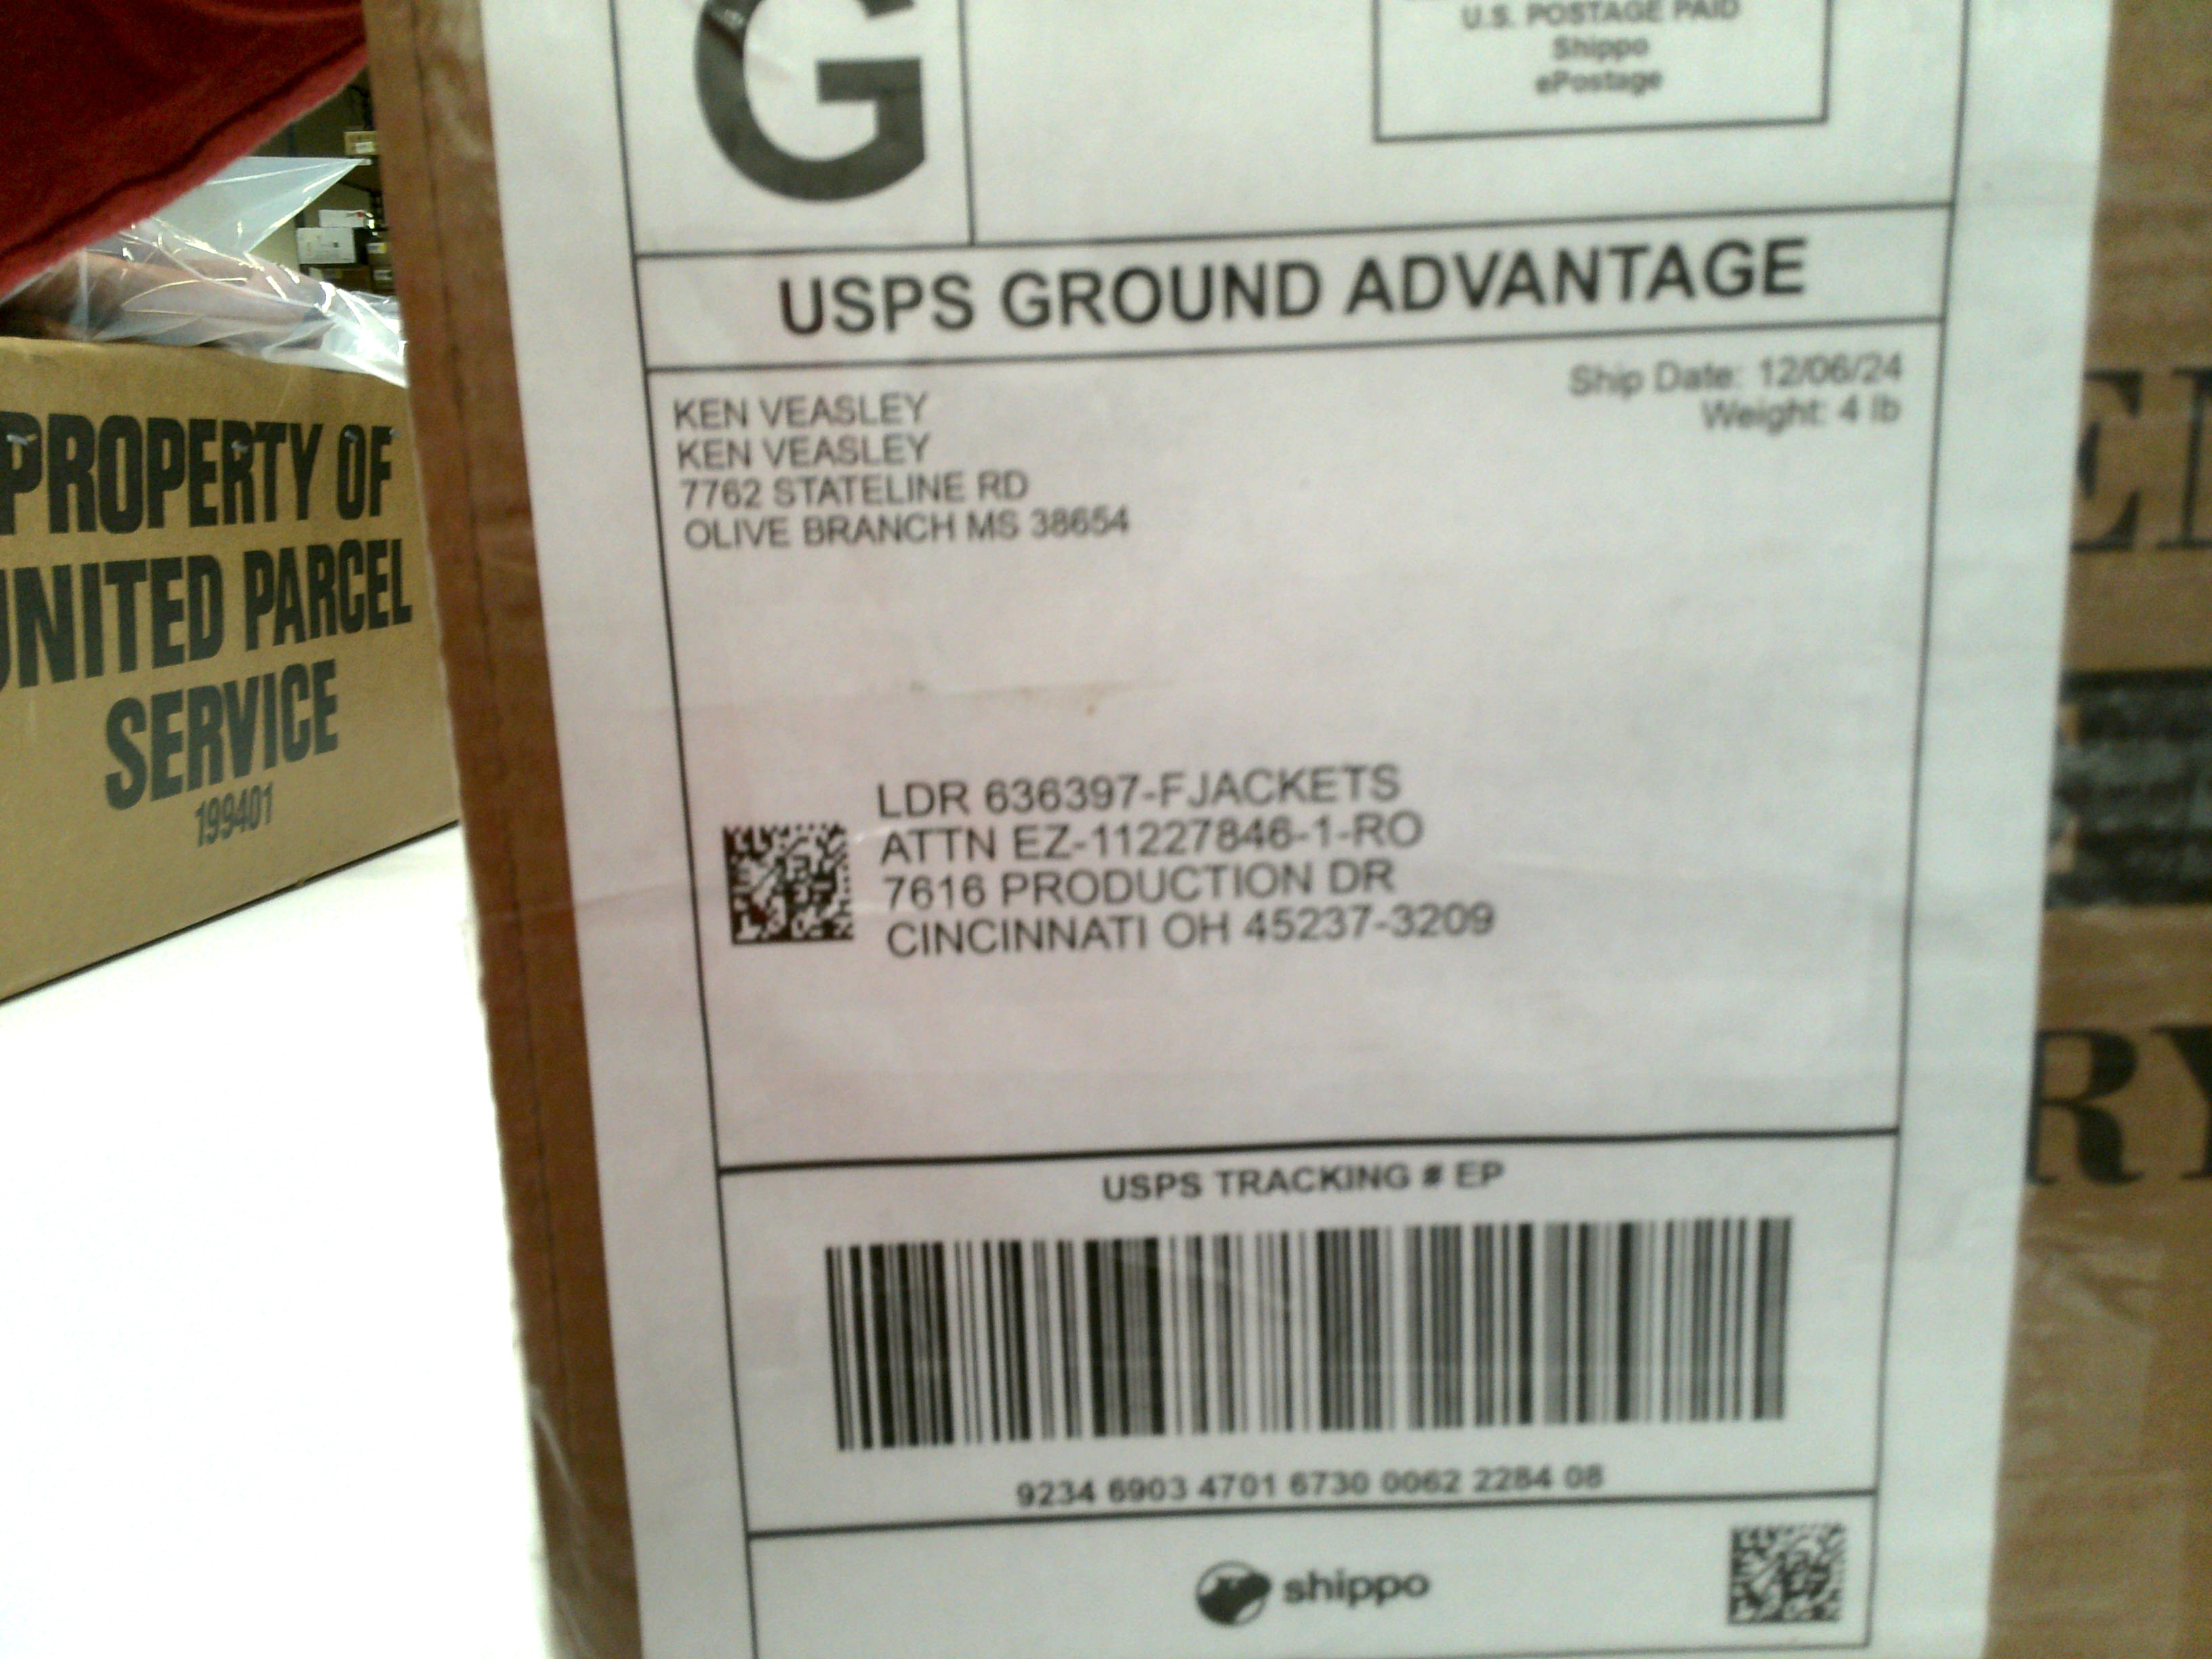 G
U.S. POSTAGE PAID
Shippo
ePostage
USPS GROUND ADVANTAGE
Ship Date: 12/06/24
Weight: 4 lb
KEN VEASLEY
KEN VEASLEY
7762 STATELINE RD
OLIVE BRANCH MS 38654
LDR 636397-FJACKETS
ATTN EZ-11227846-1-RO
7616 PRODUCTION DR
CINCINNATI OH 45237-3209
USPS TRACKING # EP
9234 6903 4701 6730 0062 2284 08
shippo
PROPERTY OF
UNITED PARCEL
SERVICE
199401
RY